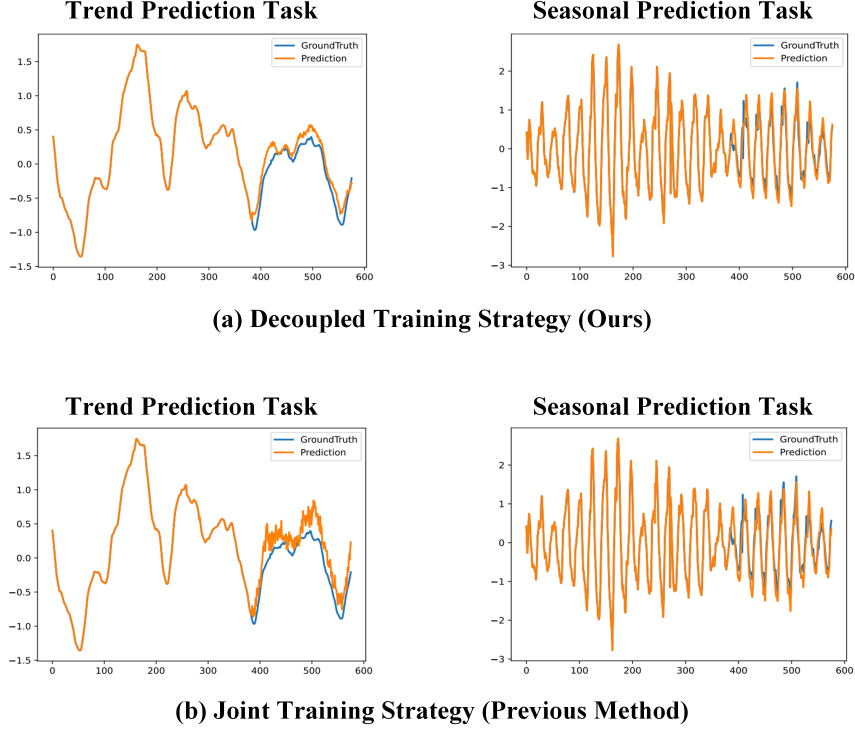 Trend Prediction Task
Seasonal Prediction Task
GroundTruth
Prediction
1.5
1.0
0.5
0.0
−0.5
−1.0
−1.5
0 100 200 300 400 500 600
GroundTruth
Prediction
2
1
0
−1
−2
−3
0 100 200 300 400 500 600
(a) Decoupled Training Strategy (Ours)
Trend Prediction Task
Seasonal Prediction Task
GroundTruth
Prediction
1.5
1.0
0.5
0.0
−0.5
−1.0
−1.5
0 100 200 300 400 500 600
GroundTruth
Prediction
2
1
0
−1
−2
−3
0 100 200 300 400 500 600
(b) Joint Training Strategy (Previous Method)